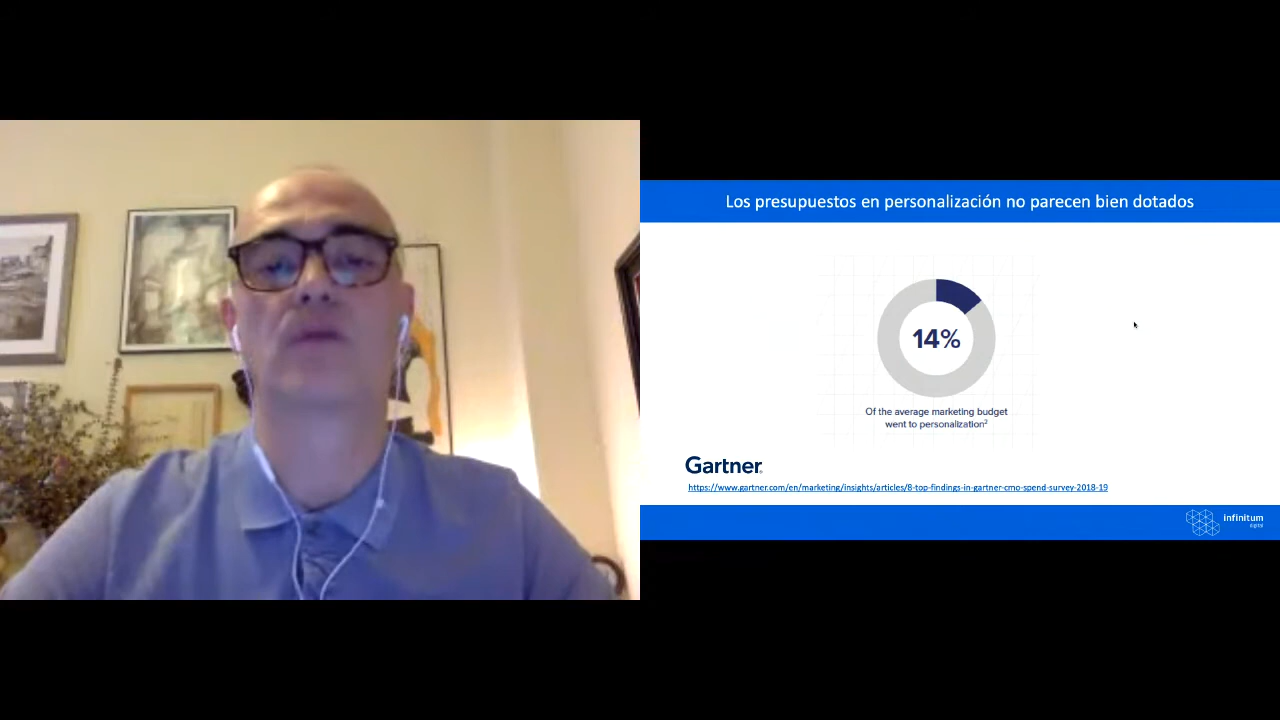 Los presupuestos en personalización no parecen bien dotados
14%
Of the average marketing budget
went to personalization²
Gartner
https://www.gartner.com/en/marketing/insights/articles/8-top-findings-in-gartner-cmo-spend-survey-2018-19
infinitum
digital